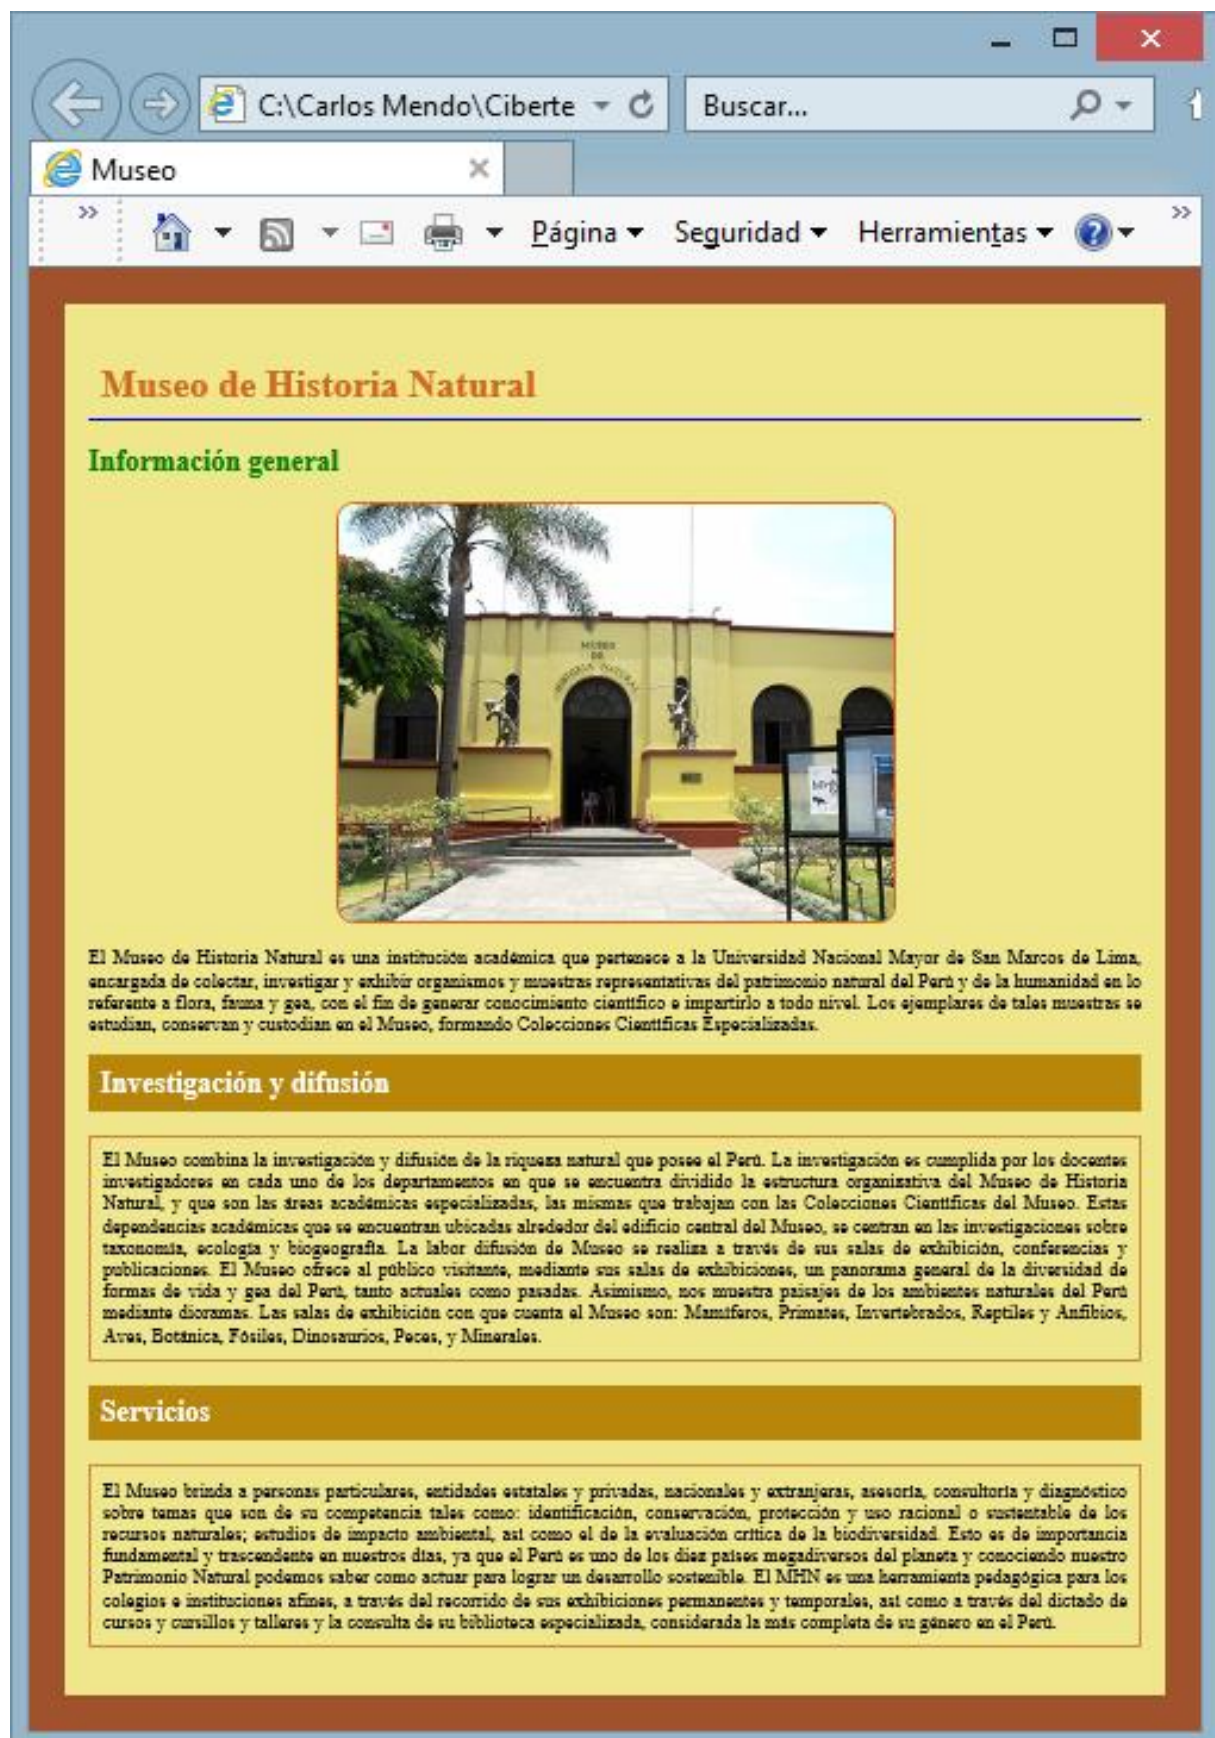 C:\Carlos Mendo\Ciberte
Buscar...
Museo
Página
Seguridad
Herramientas
Museo de Historia Natural
Información general
MUSEO
DE
HISTORIA NATURAL
El Museo de Historia Natural es una institución académica que pertenece a la Universidad Nacional Mayor de San Marcos de Lima,
encargada de colectar, investigar y exhibir organismos y muestras representativas del patrimonio natural del Perú y de la humanidad en lo
referente a flora, fauna y gea, con el fin de generar conocimiento científico e impartirlo a todo nivel. Los ejemplares de tales muestras se
estudian, conservan y custodian en el Museo, formando Colecciones Científicas Especializadas.
Investigación y difusión
El Museo combina la investigación y difusión de la riqueza natural que posee el Perú. La investigación es cumplida por los docentes
investigadores en cada uno de los departamentos en que se encuentra dividido la estructura organizativa del Museo de Historia
Natural, y que son las áreas académicas especializadas, las mismas que trabajan con las Colecciones Científicas del Museo. Estas
dependencias académicas que se encuentran ubicadas alrededor del edificio central del Museo, se centran en las investigaciones sobre
taxonomía, ecología y biogeografía. La labor difusión de Museo se realiza a través de sus salas de exhibición, conferencias y
publicaciones. El Museo ofrece al público visitante, mediante sus salas de exhibiciones, un panorama general de la diversidad de
formas de vida y gea del Perú, tanto actuales como pasadas. Asimismo, nos muestra paisajes de los ambientes naturales del Perú
mediante dioramas. Las salas de exhibición con que cuenta el Museo son: Mamíferos, Primates, Invertebrados, Reptiles y Anfibios,
Aves, Botánica, Fósiles, Dinosaurios, Peces, y Minerales.
Servicios
El Museo brinda a personas particulares, entidades estatales y privadas, nacionales y extranjeras, asesoría, consultoría y diagnóstico
sobre temas que son de su competencia tales como: identificación, conservación, protección y uso racional o sustentable de los
recursos naturales; estudios de impacto ambiental, así como el de la evaluación crítica de la biodiversidad. Esto es de importancia
fundamental y trascendente en nuestros días, ya que el Perú es uno de los diez países megadiversos del planeta y conociendo nuestro
Patrimonio Natural podemos saber como actuar para lograr un desarrollo sostenible. El MHN es una herramienta pedagógica para los
colegios e instituciones afines, a través del recorrido de sus exhibiciones permanentes y temporales, así como a través del dictado de
cursos y cursillos y talleres y la consulta de su biblioteca especializada, considerada la más completa de su género en el Perú.